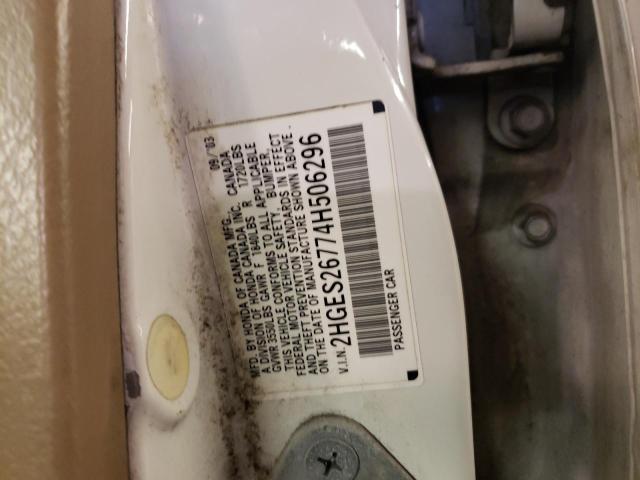 MFD. BY HONDA OF CANADA MFG. 09/03
A DIVISION OF HONDA CANADA INC. CANADA
GVWR 3550LBS GAWR F 1840LBS R 1720LBS
THIS VEHICLE CONFORMS TO ALL APPLICABLE
FEDERAL MOTOR VEHICLE SAFETY, BUMPER,
AND THEFT PREVENTION STANDARDS IN EFFECT
ON THE DATE OF MANUFACTURE SHOWN ABOVE.
V.I.N. 2HGES26774H506296
PASSENGER CAR